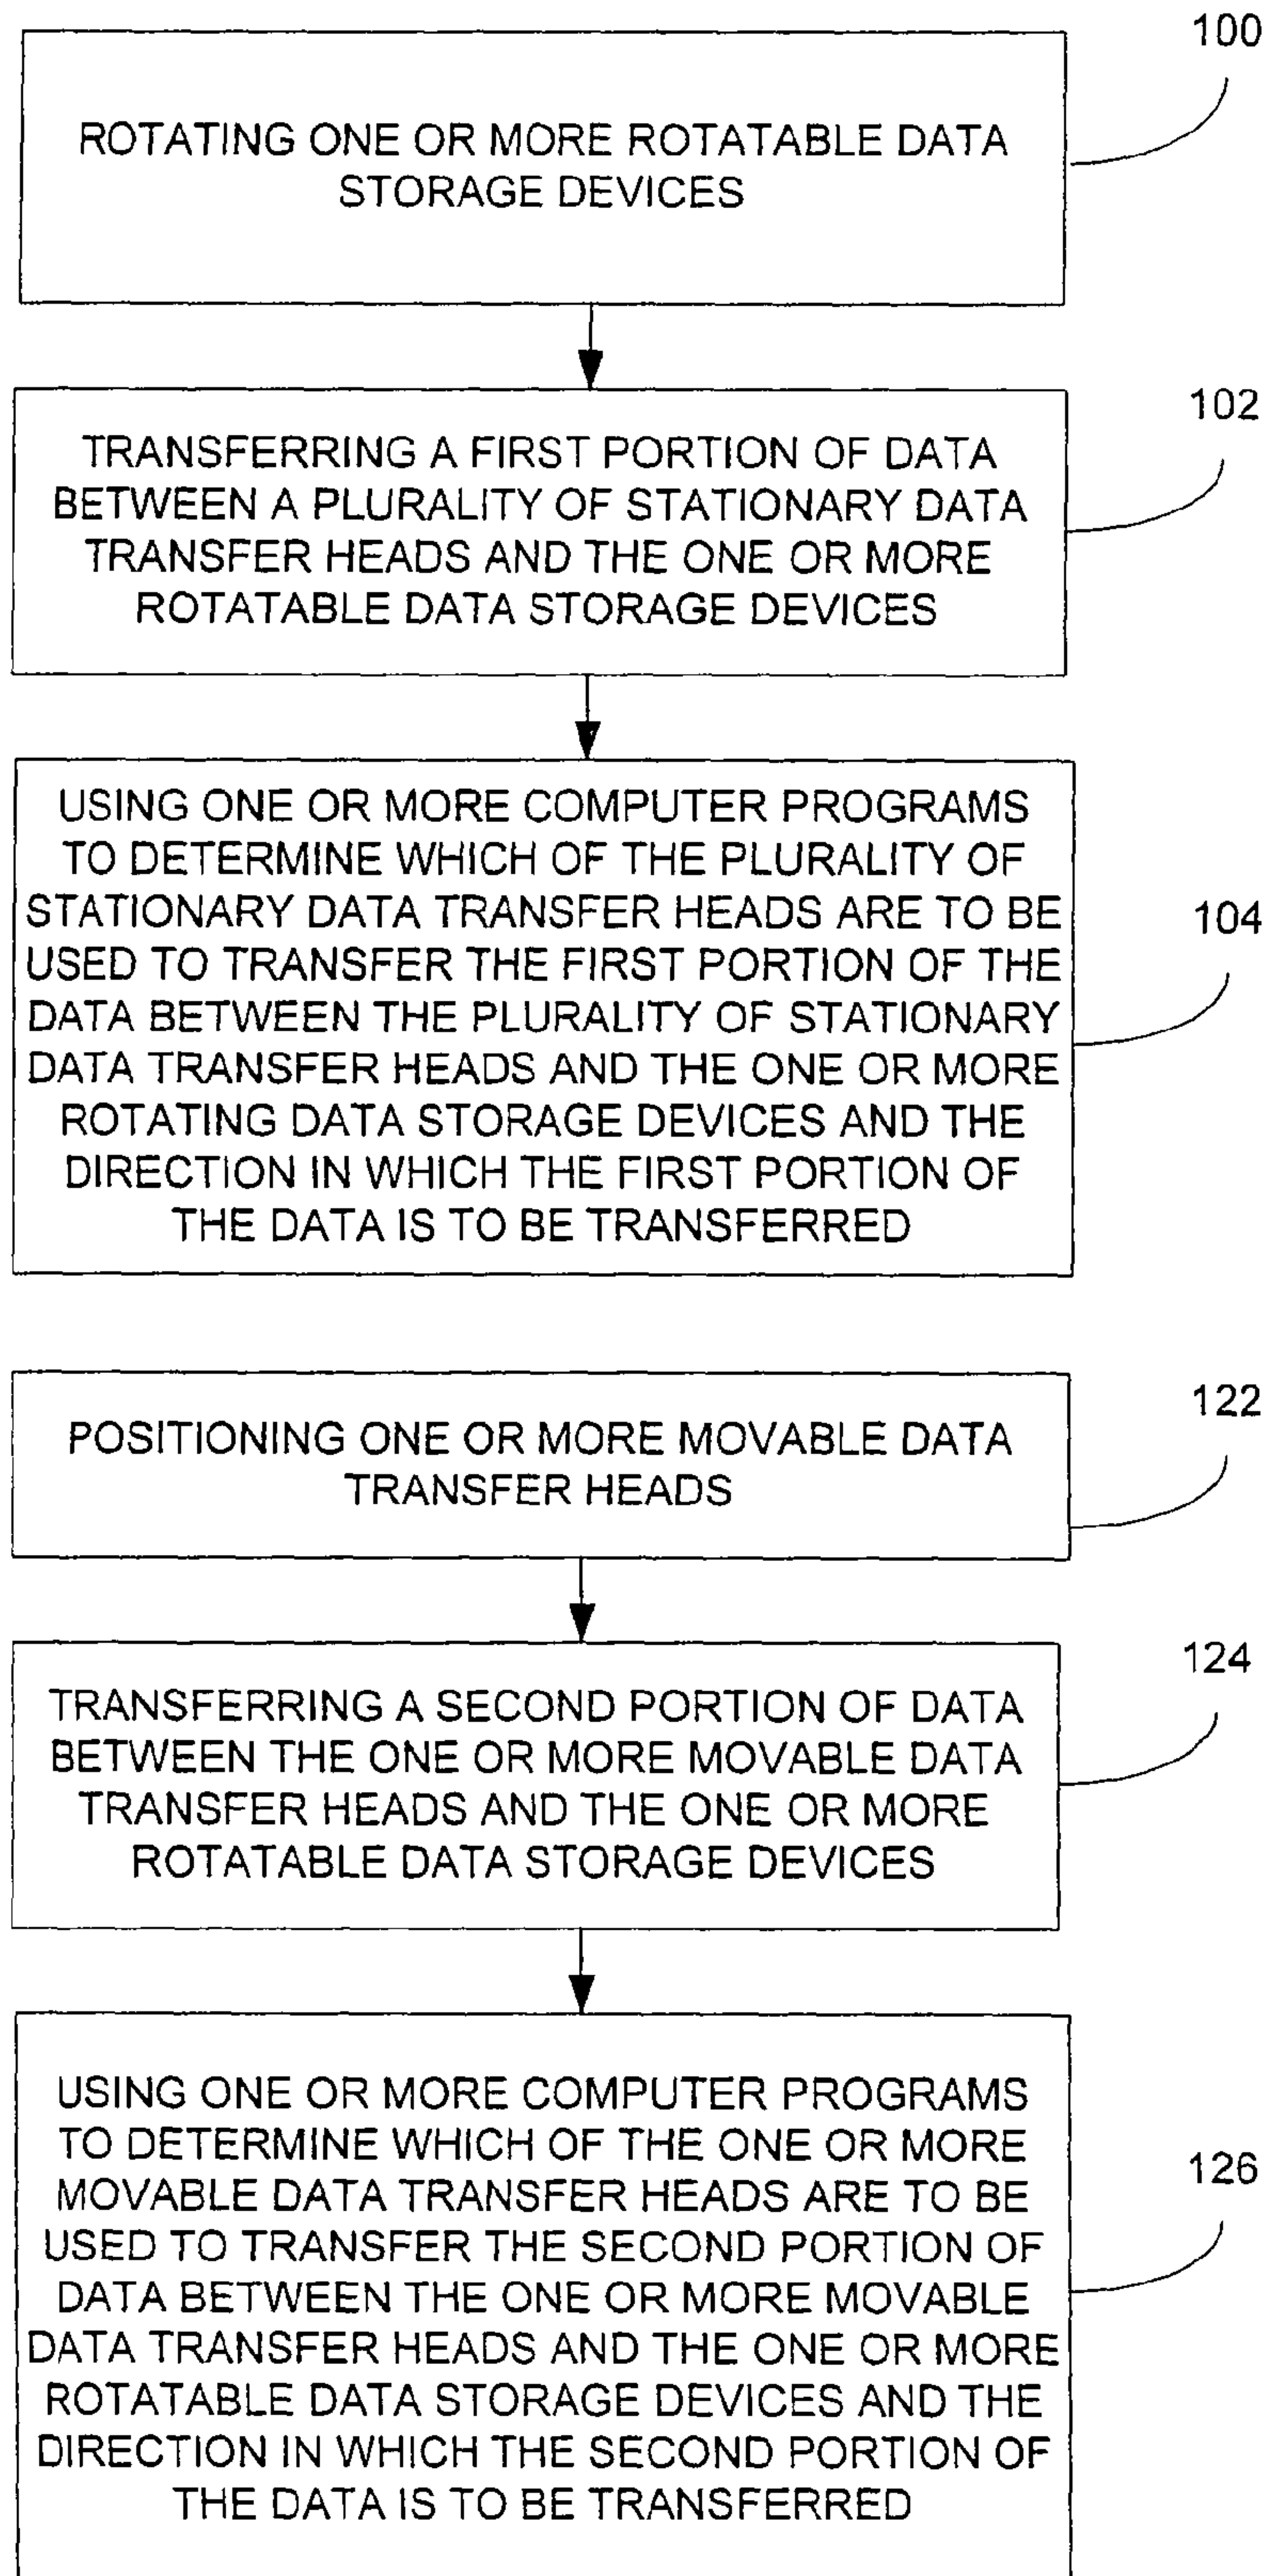 100
ROTATING ONE OR MORE ROTATABLE DATA
STORAGE DEVICES
102
TRANSFERRING A FIRST PORTION OF DATA
BETWEEN A PLURALITY OF STATIONARY DATA
TRANSFER HEADS AND THE ONE OR MORE
ROTATABLE DATA STORAGE DEVICES
104
USING ONE OR MORE COMPUTER PROGRAMS
TO DETERMINE WHICH OF THE PLURALITY OF
STATIONARY DATA TRANSFER HEADS ARE TO BE
USED TO TRANSFER THE FIRST PORTION OF THE
DATA BETWEEN THE PLURALITY OF STATIONARY
DATA TRANSFER HEADS AND THE ONE OR MORE
ROTATING DATA STORAGE DEVICES AND THE
DIRECTION IN WHICH THE FIRST PORTION OF
THE DATA IS TO BE TRANSFERRED
122
POSITIONING ONE OR MORE MOVABLE DATA
TRANSFER HEADS
124
TRANSFERRING A SECOND PORTION OF DATA
BETWEEN THE ONE OR MORE MOVABLE DATA
TRANSFER HEADS AND THE ONE OR MORE
ROTATABLE DATA STORAGE DEVICES
126
USING ONE OR MORE COMPUTER PROGRAMS
TO DETERMINE WHICH OF THE ONE OR MORE
MOVABLE DATA TRANSFER HEADS ARE TO BE
USED TO TRANSFER THE SECOND PORTION OF
DATA BETWEEN THE ONE OR MORE MOVABLE
DATA TRANSFER HEADS AND THE ONE OR MORE
ROTATABLE DATA STORAGE DEVICES AND THE
DIRECTION IN WHICH THE SECOND PORTION OF
THE DATA IS TO BE TRANSFERRED